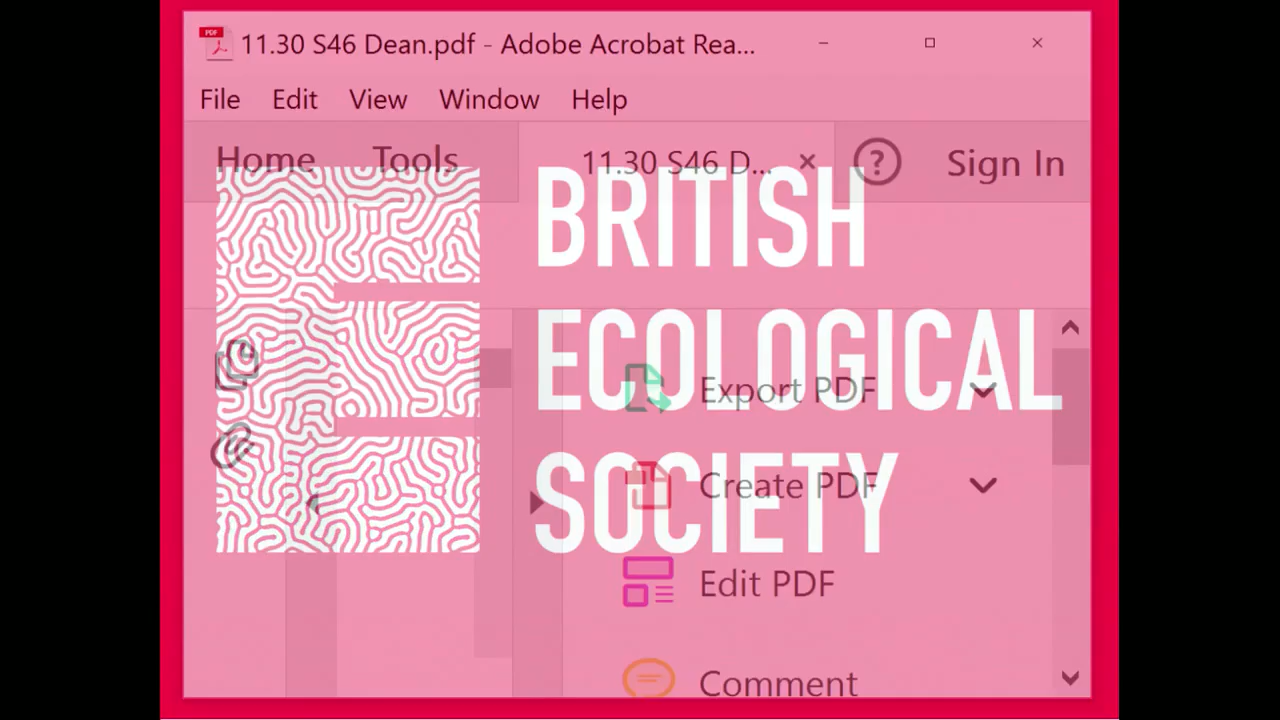 11.30 S46 Dean.pdf - Adobe Acrobat Rea...
File Edit View Window Help
Home Tools 11.30 S46 D... ? Sign In
BRITISH
ECOLOGICAL
SOCIETY
Export PDF
Create PDF
Edit PDF
Comment